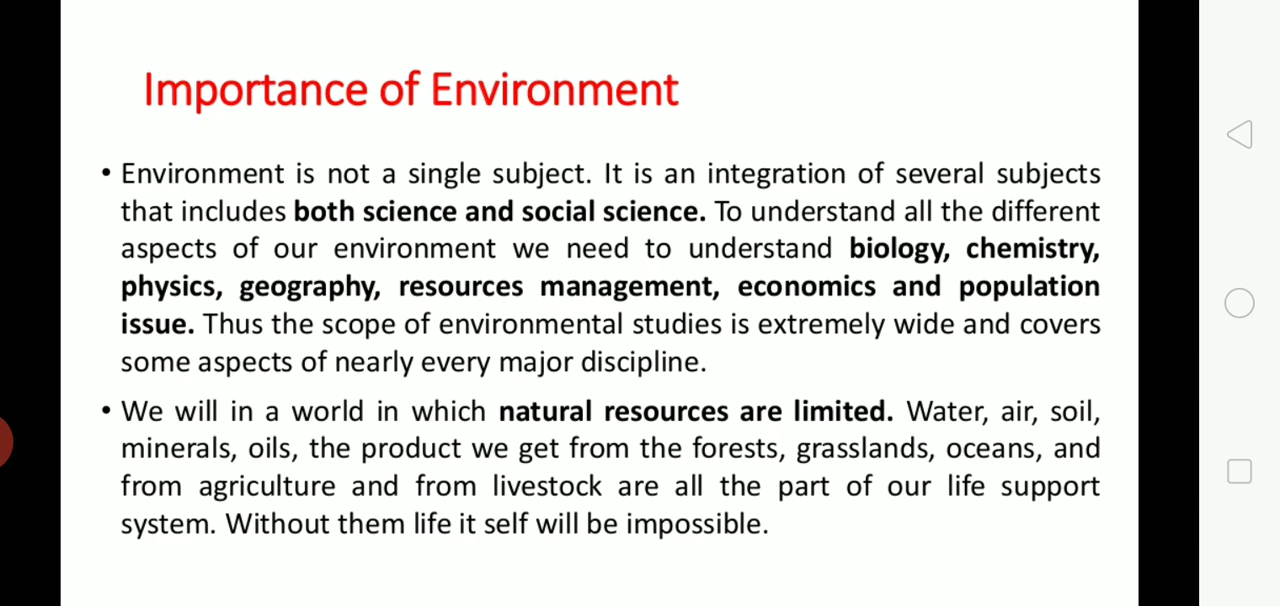 Importance of Environment
• Environment is not a single subject. It is an integration of several subjects
that includes both science and social science. To understand all the different
aspects of our environment we need to understand biology, chemistry,
physics, geography, resources management, economics and population
issue. Thus the scope of environmental studies is extremely wide and covers
some aspects of nearly every major discipline.
• We will in a world in which natural resources are limited. Water, air, soil,
minerals, oils, the product we get from the forests, grasslands, oceans, and
from agriculture and from livestock are all the part of our life support
system. Without them life it self will be impossible.